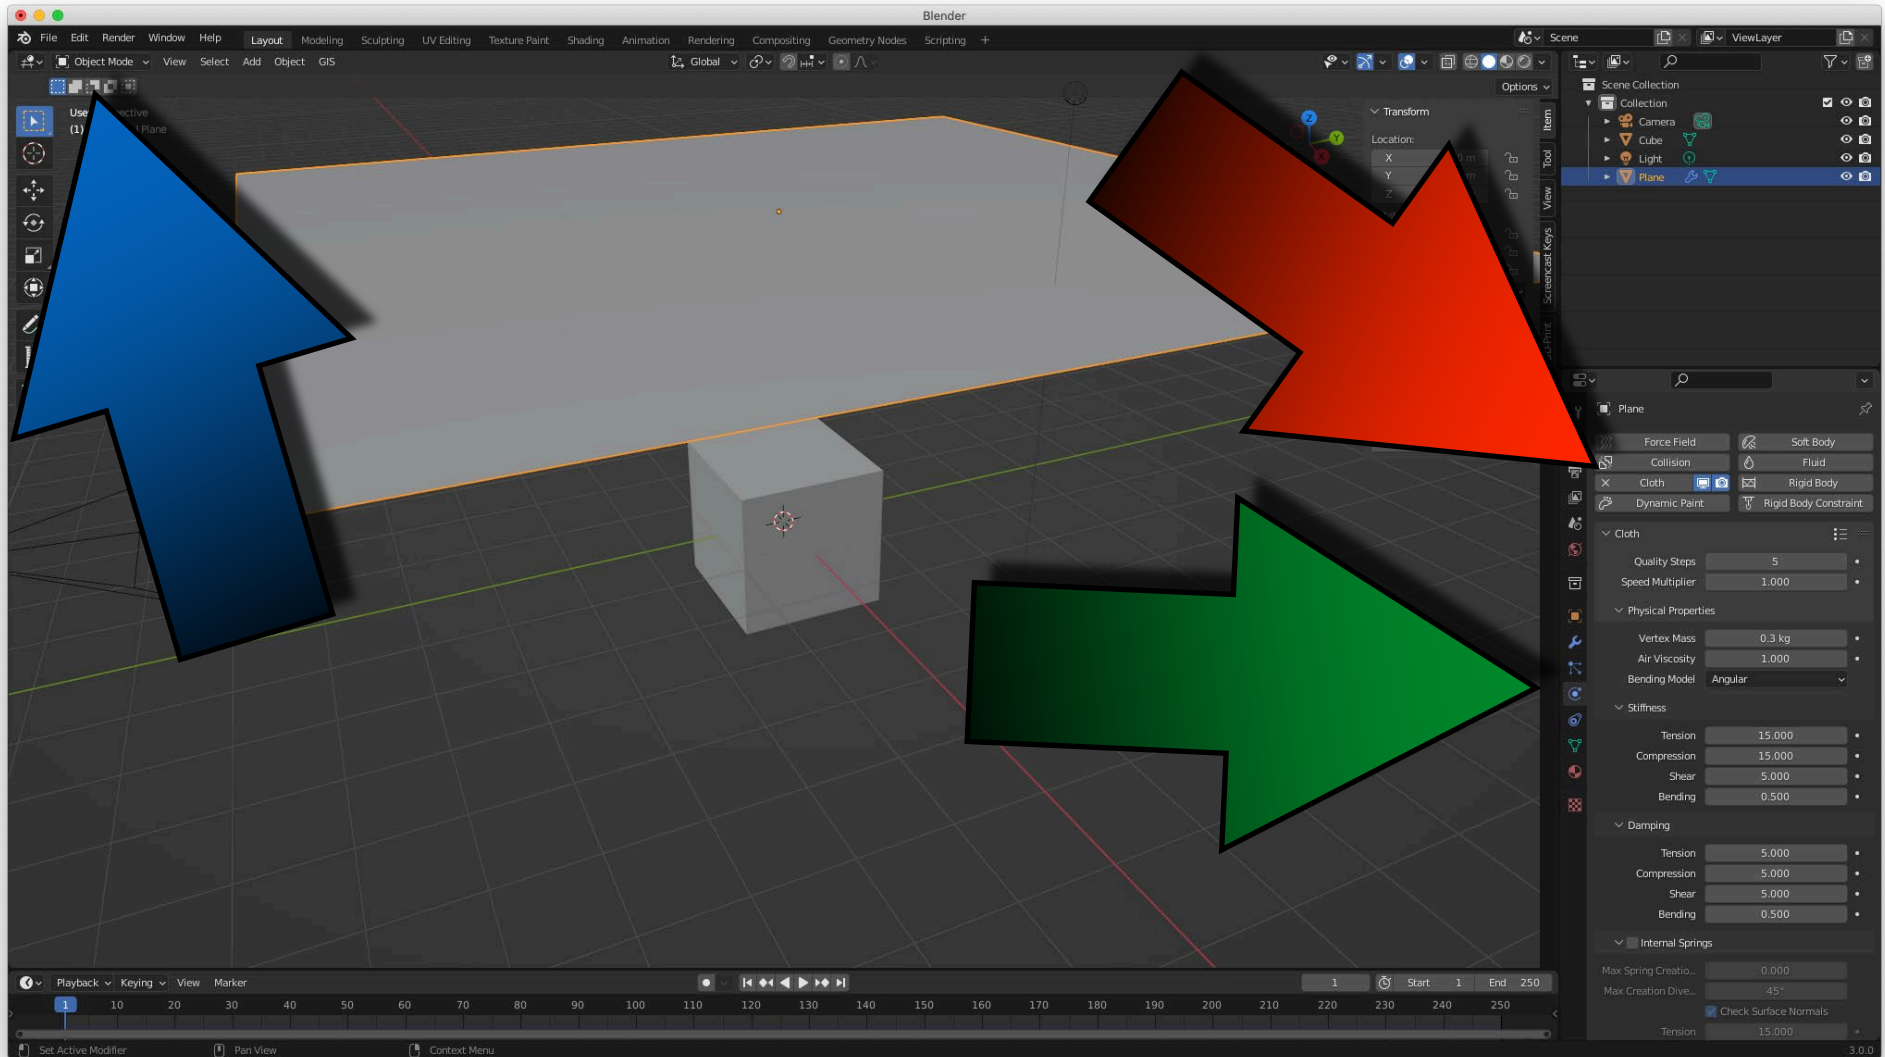 Blender
File Edit Render Window Help Layout Modeling Sculpting UV Editing Texture Paint Shading Animation Rendering Compositing Geometry Nodes Scripting + Scene ViewLayer
Object Mode View Select Add Object GIS Global
Options
(1) Plane
Transform
Location:
X
Y
Z
Item
Tool
View
Screencast Keys
Z
Y
X
Scene Collection
Collection
Camera
Cube
Light
Plane
Plane
Force Field Soft Body
Collision Fluid
Cloth Rigid Body
Dynamic Paint Rigid Body Constraint
Cloth
Quality Steps 5
Speed Multiplier 1.000
Physical Properties
Vertex Mass 0.3 kg
Air Viscosity 1.000
Bending Model Angular
Stiffness
Tension 15.000
Compression 15.000
Shear 5.000
Bending 0.500
Damping
Tension 5.000
Compression 5.000
Shear 5.000
Bending 0.500
Internal Springs
Max Spring Creatio... 0.000
Max Creation Dive... 45°
Check Surface Normals
Tension 15.000
Playback Keying View Marker 1 Start 1 End 250
1 10 20 30 40 50 60 70 80 90 100 110 120 130 140 150 160 170 180 190 200 210 220 230 240 250
Set Active Modifier Pan View Context Menu 3.0.0